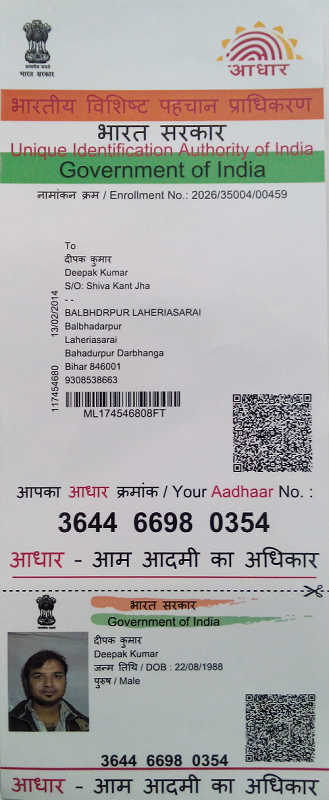 सत्यमेव जयते
भारत सरकार
आधार
भारतीय विशिष्ट पहचान प्राधिकरण
भारत सरकार
Unique Identification Authority of India
Government of India
नामांकन क्रम / Enrollment No.: 2026/35004/00459
To
दीपक कुमार
Deepak Kumar
S/O: Shiva Kant Jha
- -
BALBHDRPUR LAHERIASARAI
Balbhadarpur
Laheriasarai
Bahadurpur Darbhanga
Bihar 846001
9308538663
117454680
13/02/2014
ML174546808FT
आपका आधार क्रमांक / Your Aadhaar No. :
3644 6698 0354
आधार - आम आदमी का अधिकार
भारत सरकार
Government of India
दीपक कुमार
Deepak Kumar
जन्म तिथि / DOB : 22/08/1988
पुरुष / Male
3644 6698 0354
आधार - आम आदमी का अधिकार